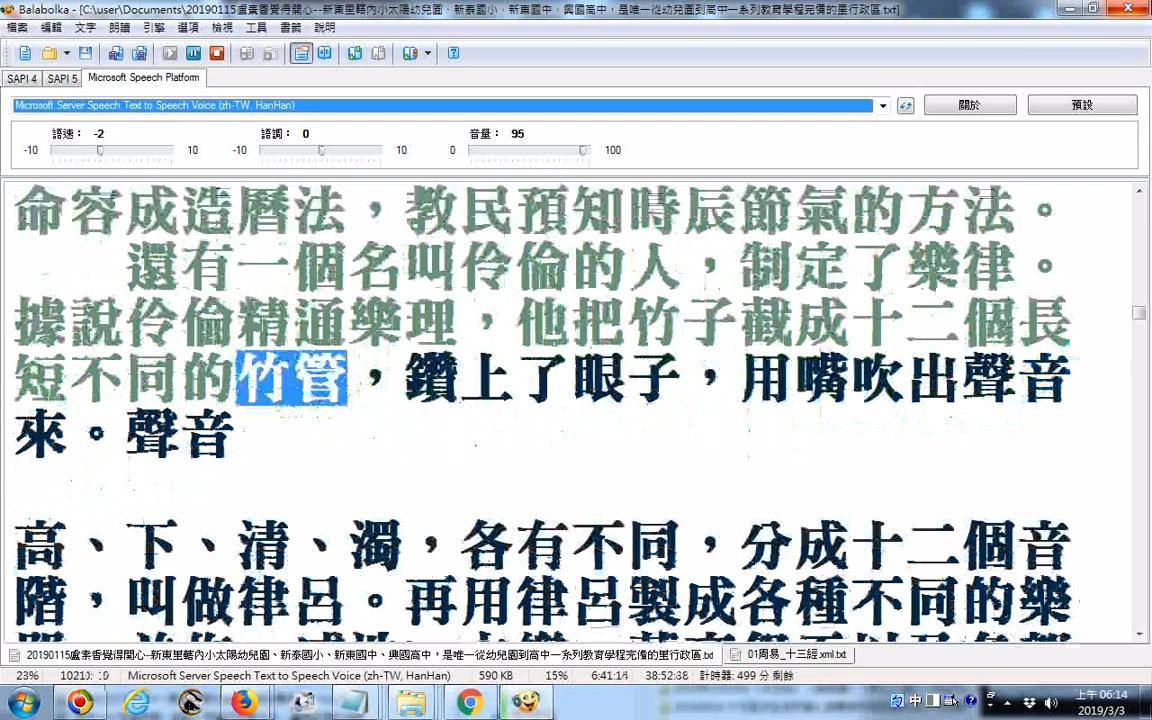 Balabolka - [C:\user\Documents\20190115盧素香覺得開心--新東里轄內小太陽幼兒園、新泰國小、新東國中、興國高中，是唯一從幼兒園到高中一系列教育學程完備的里行政區.txt]
檔案 編輯 文字 朗讀 引擎 選項 檢視 工具 書籤 說明
SAPI 4 SAPI 5 Microsoft Speech Platform
Microsoft Server Speech Text to Speech Voice (zh-TW, HanHan) 關於 預設
語速： -2 語調： 0 音量： 95
-10 10 -10 10 0 100
命容成造曆法，教民預知時辰節氣的方法。
還有一個名叫伶倫的人，制定了樂律。
據說伶倫精通樂理，他把竹子截成十二個長
短不同的竹管，鑽上了眼子，用嘴吹出聲音
來。聲音
高、下、清、濁，各有不同，分成十二個音
階，叫做律呂。再用律呂製成各種不同的樂
20190115盧素香覺得開心--新東里轄內小太陽幼兒園、新泰國小、新東國中、興國高中，是唯一從幼兒園到高中一系列教育學程完備的里行政區.txt 01周易_十三經.xml.txt
23% Microsoft Server Speech Text to Speech Voice (zh-TW, HanHan) 590 KB 15% 6:41:14 38:52:38 計時器: 499 分 剩餘
中 上午 06:14
2019/3/3